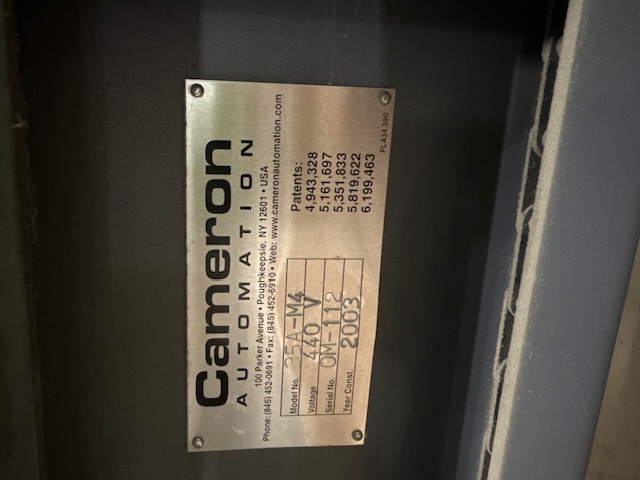 Cameron
AUTOMATION
100 Parker Avenue • Poughkeepsie, NY 12601 • USA
Phone: (845) 452-0691 • Fax: (845) 452-6910 • Web: www.cameronautomation.com
Model No. 25A-M4
Voltage 440 V
Serial No. OM-112
Year Const. 2003
Patents:
4,943,328
5,161,697
5,351,833
5,819,622
6,199,463
PLA34.390